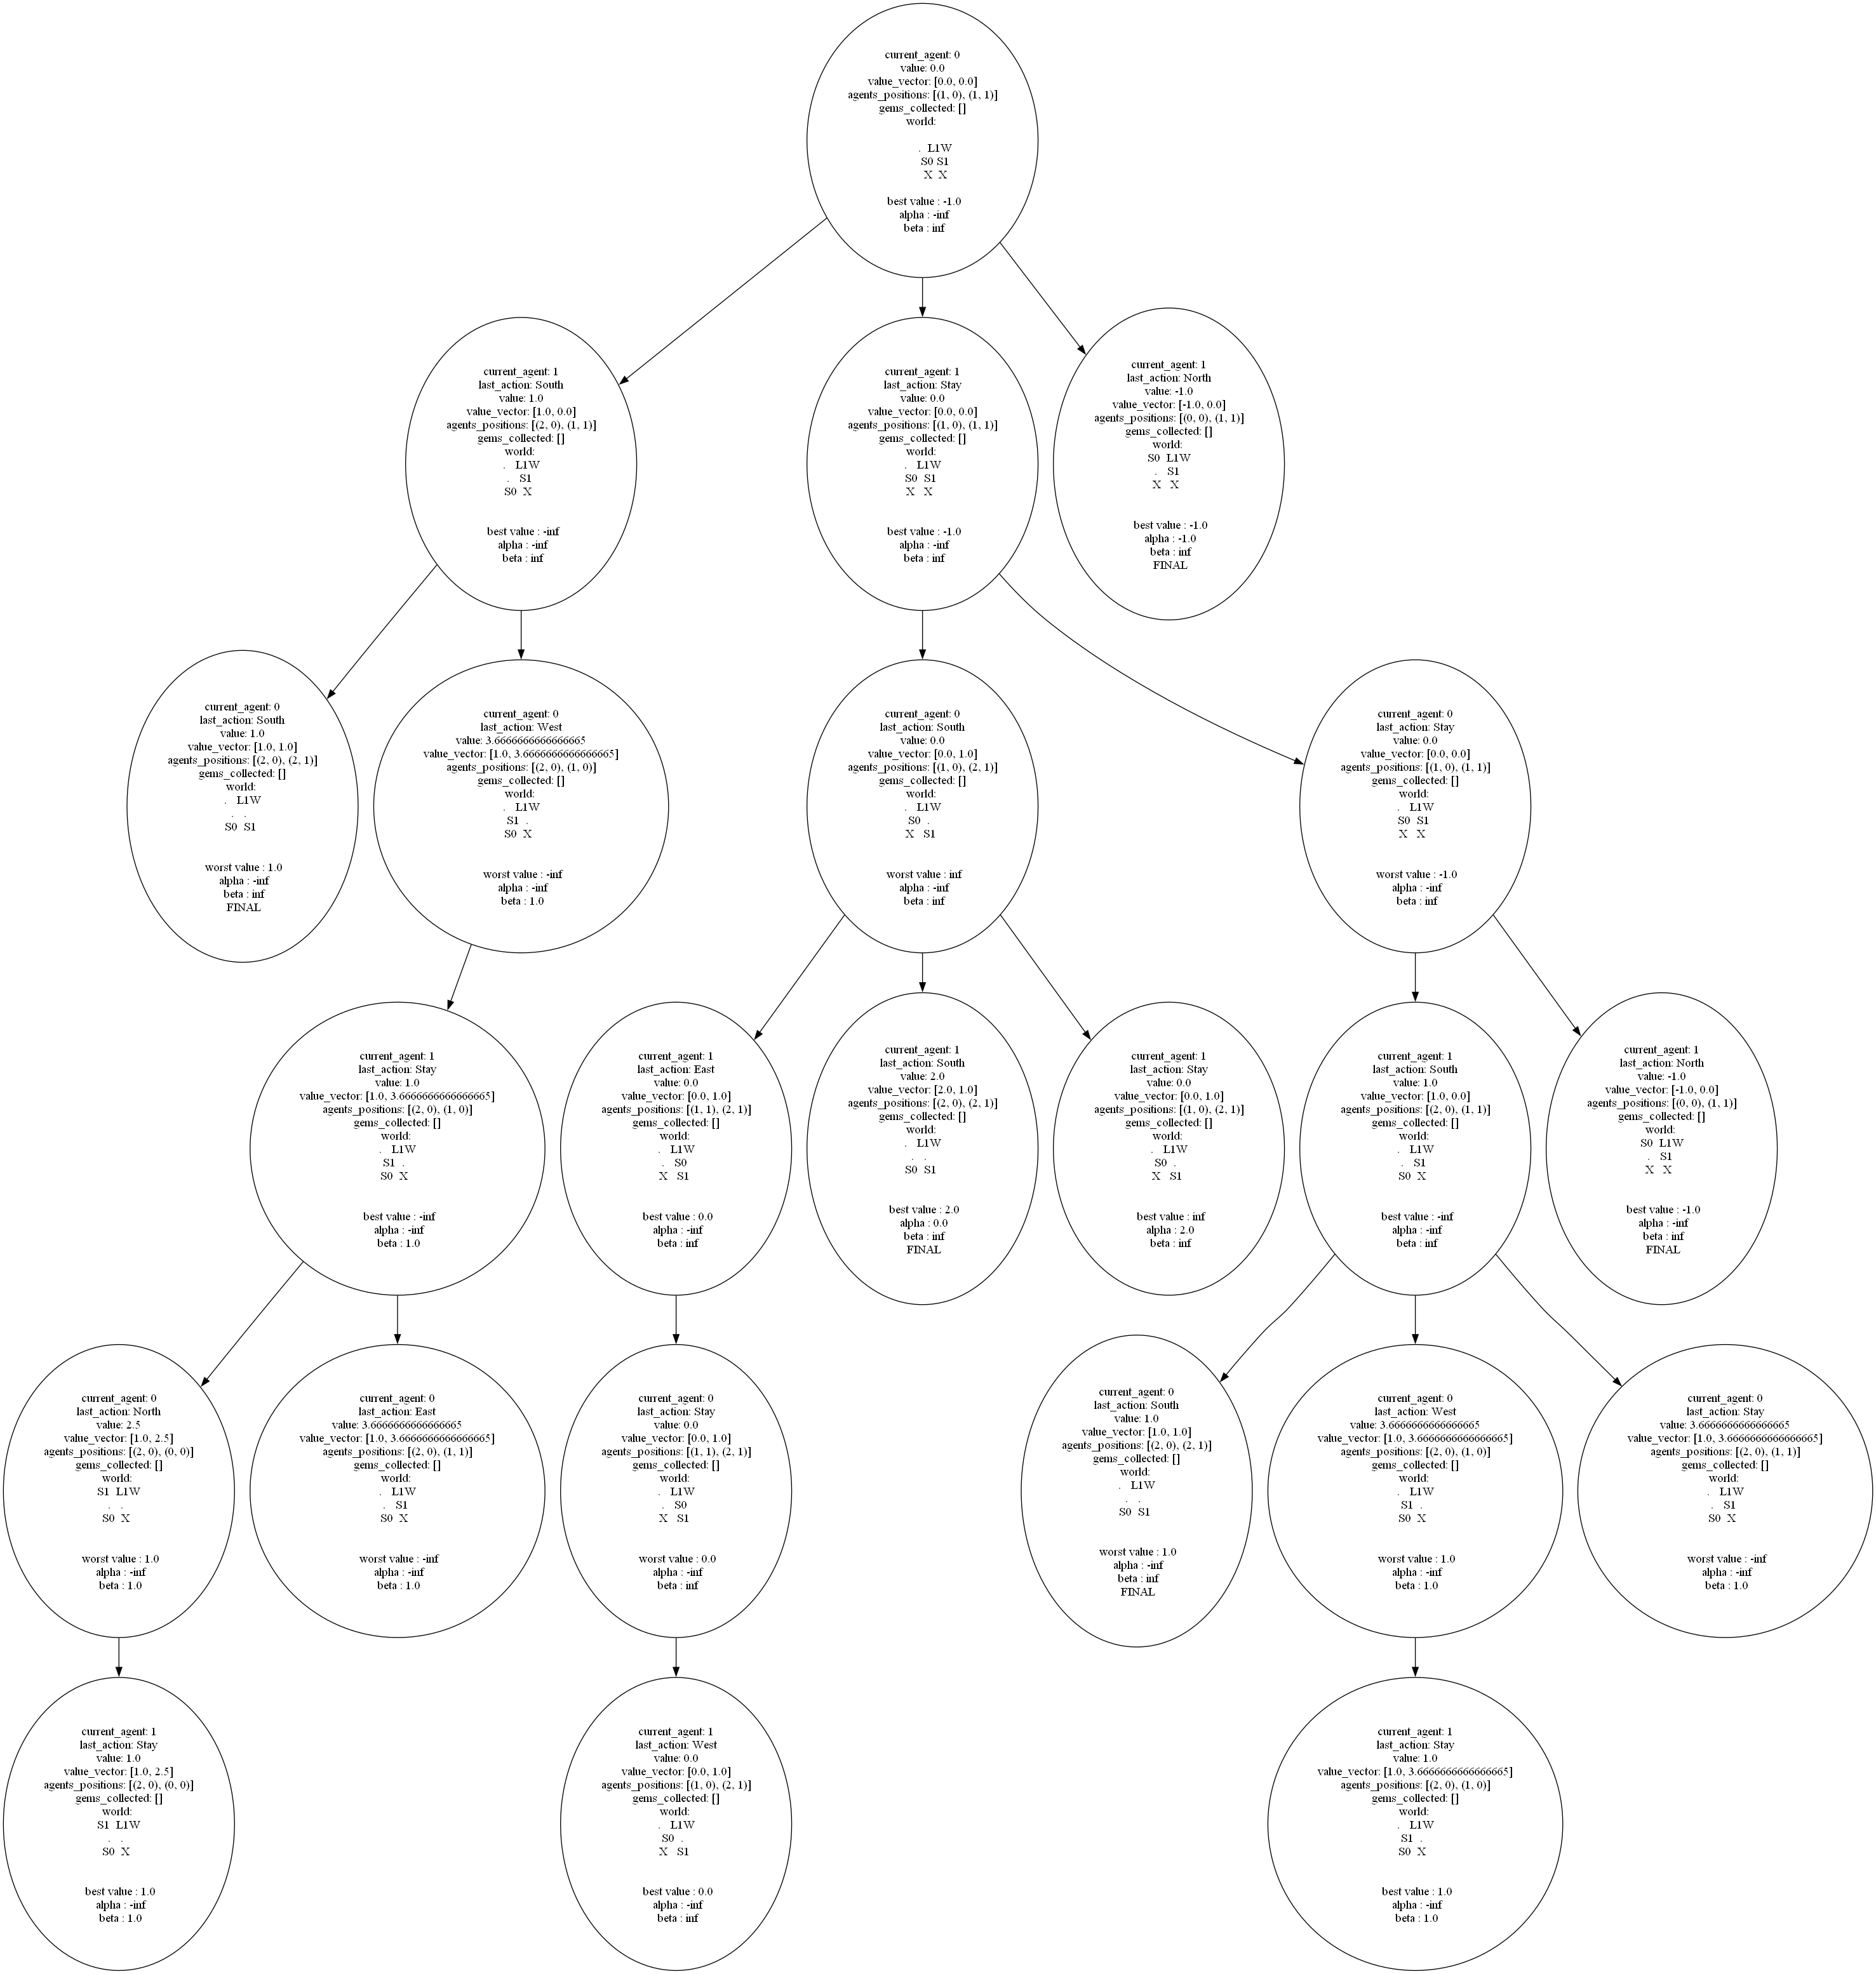 current_agent: 0
value: 0.0
value_vector: [0.0, 0.0]
agents_positions: [(1, 0), (1, 1)]
gems_collected: []
world:
. L1W
S0 S1
X X
best value : -1.0
alpha : -inf
beta : inf
current_agent: 1
last_action: South
value: 1.0
value_vector: [1.0, 0.0]
agents_positions: [(2, 0), (1, 1)]
gems_collected: []
world:
. L1W
. S1
S0 X
best value : -inf
alpha : -inf
beta : inf
current_agent: 1
last_action: Stay
value: 0.0
value_vector: [0.0, 0.0]
agents_positions: [(1, 0), (1, 1)]
gems_collected: []
world:
. L1W
S0 S1
X X
best value : -1.0
alpha : -inf
beta : inf
current_agent: 1
last_action: North
value: -1.0
value_vector: [-1.0, 0.0]
agents_positions: [(0, 0), (1, 1)]
gems_collected: []
world:
S0 L1W
. S1
X X
best value : -1.0
alpha : -1.0
beta : inf
FINAL
current_agent: 0
last_action: South
value: 1.0
value_vector: [1.0, 1.0]
agents_positions: [(2, 0), (2, 1)]
gems_collected: []
world:
. L1W
. .
S0 S1
worst value : 1.0
alpha : -inf
beta : inf
FINAL
current_agent: 0
last_action: West
value: 3.6666666666666665
value_vector: [1.0, 3.6666666666666665]
agents_positions: [(2, 0), (1, 0)]
gems_collected: []
world:
. L1W
S1 .
S0 X
worst value : -inf
alpha : -inf
beta : 1.0
current_agent: 0
last_action: South
value: 0.0
value_vector: [0.0, 1.0]
agents_positions: [(1, 0), (2, 1)]
gems_collected: []
world:
. L1W
S0 .
X S1
worst value : inf
alpha : -inf
beta : inf
current_agent: 0
last_action: Stay
value: 0.0
value_vector: [0.0, 0.0]
agents_positions: [(1, 0), (1, 1)]
gems_collected: []
world:
. L1W
S0 S1
X X
worst value : -1.0
alpha : -inf
beta : inf
current_agent: 1
last_action: Stay
value: 1.0
value_vector: [1.0, 3.6666666666666665]
agents_positions: [(2, 0), (1, 0)]
gems_collected: []
world:
. L1W
S1 .
S0 X
best value : -inf
alpha : -inf
beta : 1.0
current_agent: 1
last_action: East
value: 0.0
value_vector: [0.0, 1.0]
agents_positions: [(1, 1), (2, 1)]
gems_collected: []
world:
. L1W
. S0
X S1
best value : 0.0
alpha : -inf
beta : inf
current_agent: 1
last_action: South
value: 2.0
value_vector: [2.0, 1.0]
agents_positions: [(2, 0), (2, 1)]
gems_collected: []
world:
. L1W
. .
S0 S1
best value : 2.0
alpha : 0.0
beta : inf
FINAL
current_agent: 1
last_action: Stay
value: 0.0
value_vector: [0.0, 1.0]
agents_positions: [(1, 0), (2, 1)]
gems_collected: []
world:
. L1W
S0 .
X S1
best value : inf
alpha : 2.0
beta : inf
current_agent: 1
last_action: South
value: 1.0
value_vector: [1.0, 0.0]
agents_positions: [(2, 0), (1, 1)]
gems_collected: []
world:
. L1W
. S1
S0 X
best value : -inf
alpha : -inf
beta : inf
current_agent: 1
last_action: North
value: -1.0
value_vector: [-1.0, 0.0]
agents_positions: [(0, 0), (1, 1)]
gems_collected: []
world:
S0 L1W
. S1
X X
best value : -1.0
alpha : -inf
beta : inf
FINAL
current_agent: 0
last_action: North
value: 2.5
value_vector: [1.0, 2.5]
agents_positions: [(2, 0), (0, 0)]
gems_collected: []
world:
S1 L1W
. .
S0 X
worst value : 1.0
alpha : -inf
beta : 1.0
current_agent: 0
last_action: East
value: 3.6666666666666665
value_vector: [1.0, 3.6666666666666665]
agents_positions: [(2, 0), (1, 1)]
gems_collected: []
world:
. L1W
. S1
S0 X
worst value : -inf
alpha : -inf
beta : 1.0
current_agent: 0
last_action: Stay
value: 0.0
value_vector: [0.0, 1.0]
agents_positions: [(1, 1), (2, 1)]
gems_collected: []
world:
. L1W
. S0
X S1
worst value : 0.0
alpha : -inf
beta : inf
current_agent: 0
last_action: South
value: 1.0
value_vector: [1.0, 1.0]
agents_positions: [(2, 0), (2, 1)]
gems_collected: []
world:
. L1W
. .
S0 S1
worst value : 1.0
alpha : -inf
beta : inf
FINAL
current_agent: 0
last_action: West
value: 3.6666666666666665
value_vector: [1.0, 3.6666666666666665]
agents_positions: [(2, 0), (1, 0)]
gems_collected: []
world:
. L1W
S1 .
S0 X
worst value : 1.0
alpha : -inf
beta : 1.0
current_agent: 0
last_action: Stay
value: 3.6666666666666665
value_vector: [1.0, 3.6666666666666665]
agents_positions: [(2, 0), (1, 1)]
gems_collected: []
world:
. L1W
. S1
S0 X
worst value : -inf
alpha : -inf
beta : 1.0
current_agent: 1
last_action: Stay
value: 1.0
value_vector: [1.0, 2.5]
agents_positions: [(2, 0), (0, 0)]
gems_collected: []
world:
S1 L1W
. .
S0 X
best value : 1.0
alpha : -inf
beta : 1.0
current_agent: 1
last_action: West
value: 0.0
value_vector: [0.0, 1.0]
agents_positions: [(1, 0), (2, 1)]
gems_collected: []
world:
. L1W
S0 .
X S1
best value : 0.0
alpha : -inf
beta : inf
current_agent: 1
last_action: Stay
value: 1.0
value_vector: [1.0, 3.6666666666666665]
agents_positions: [(2, 0), (1, 0)]
gems_collected: []
world:
. L1W
S1 .
S0 X
best value : 1.0
alpha : -inf
beta : 1.0